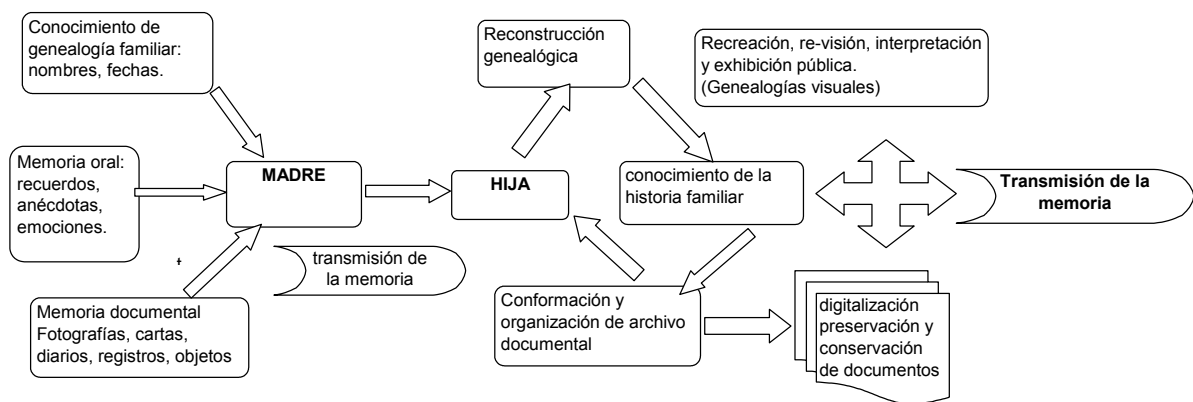 Conocimiento de
genealogía familiar:
nombres, fechas.
Memoria oral:
recuerdos,
anécdotas,
emociones.
Memoria documental
Fotografías, cartas,
diarios, registros, objetos
MADRE
transmisión de
la memoria
HIJA
Reconstrucción
genealógica
conocimiento de la
historia familiar
Conformación y
organización de archivo
documental
Recreación, re-visión, interpretación
y exhibición pública.
(Genealogías visuales)
Transmisión de la
memoria
digitalización
preservación y
conservación
de documentos